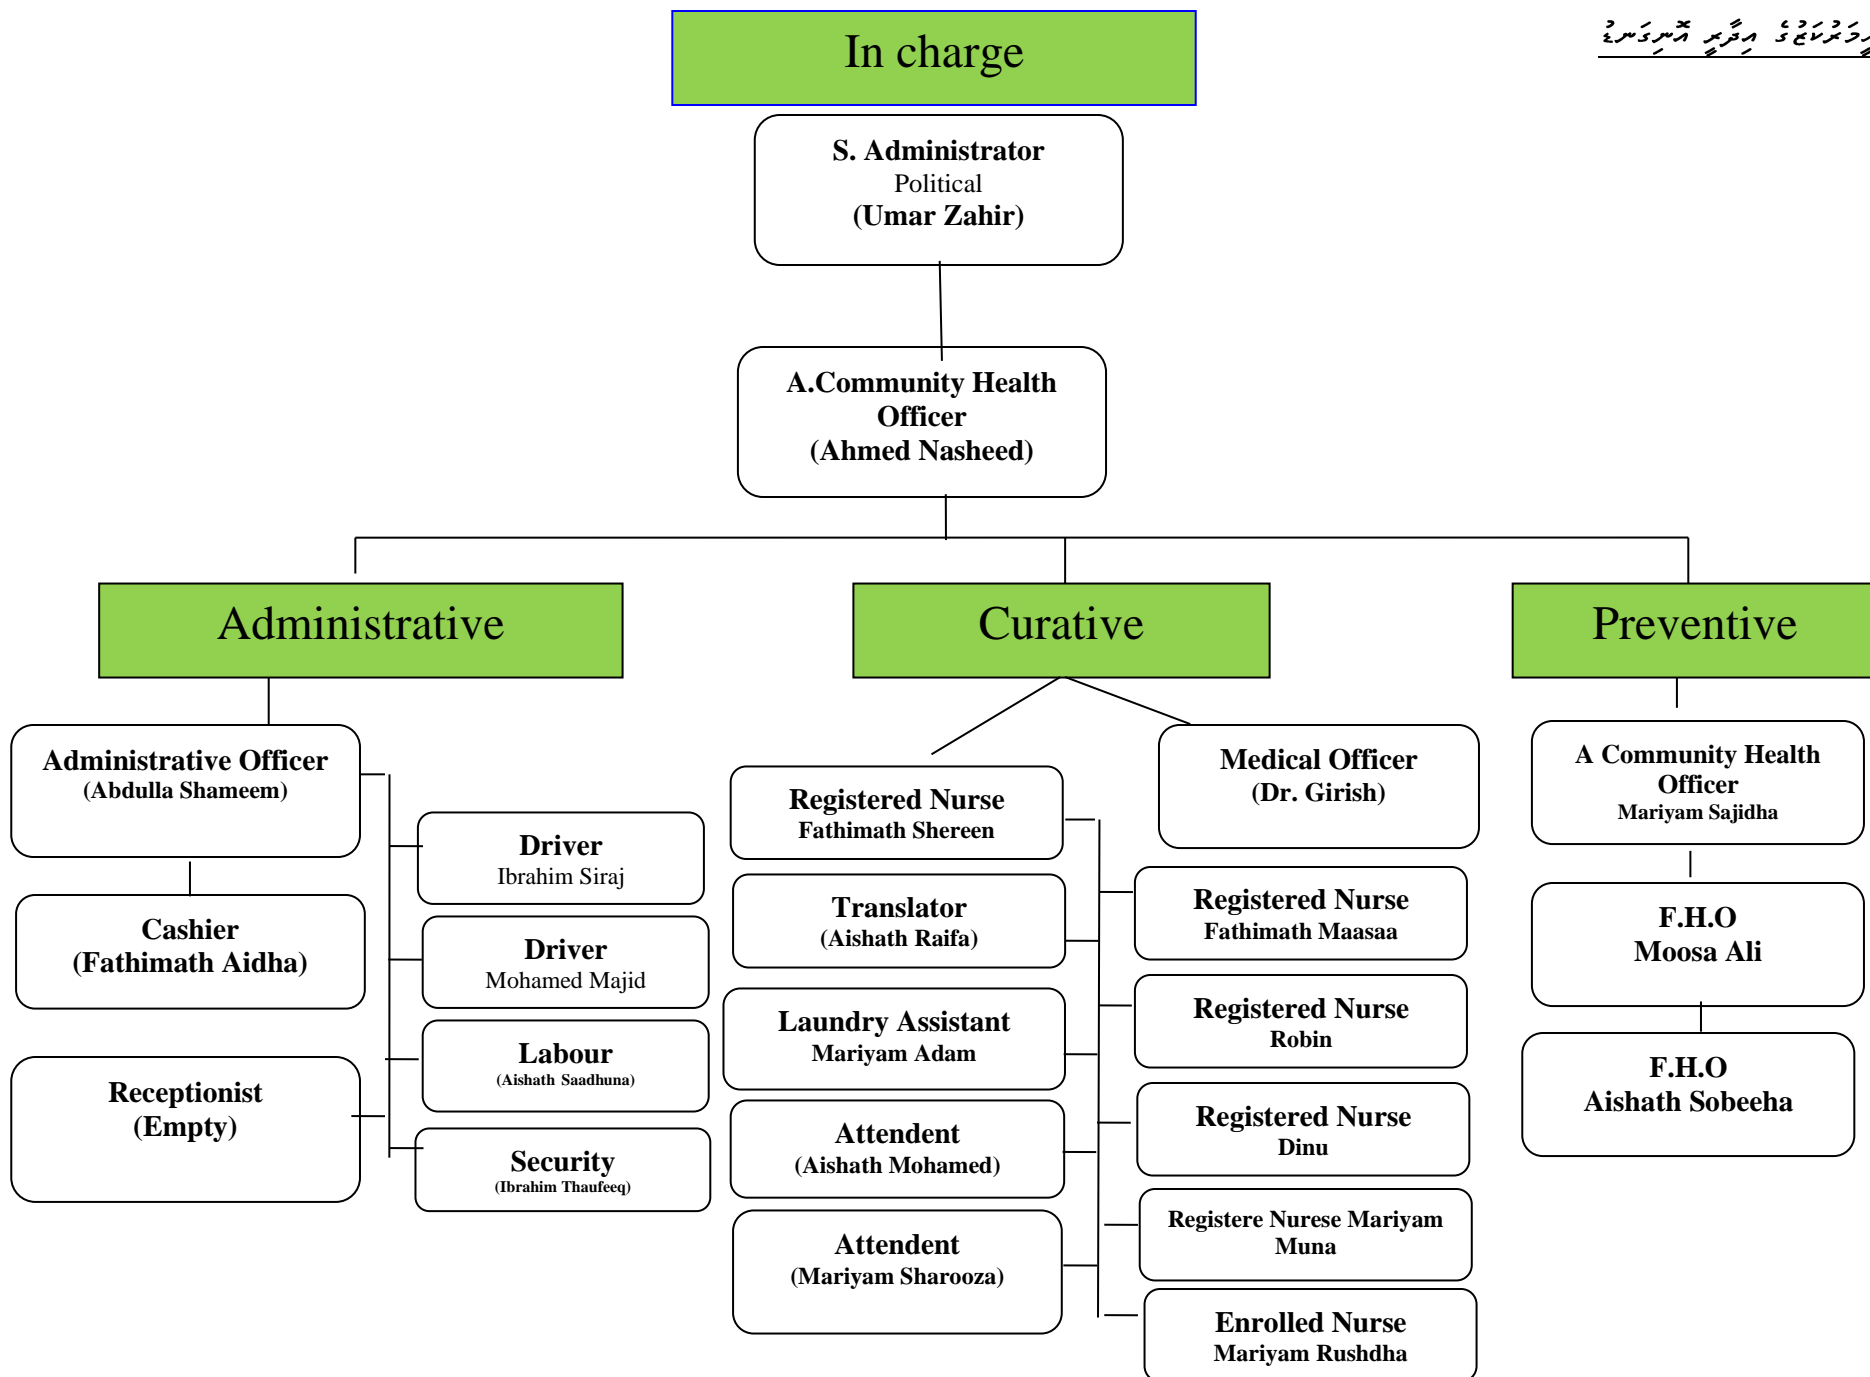 އިދާރީ އޮނިގަނޑު
In charge
S. Administrator
Political
(Umar Zahir)
A.Community Health
Officer
(Ahmed Nasheed)
Administrative
Curative
Preventive
Administrative Officer
(Abdulla Shameem)
Cashier
(Fathimath Aidha)
Receptionist
(Empty)
Driver
Ibrahim Siraj
Driver
Mohamed Majid
Labour
(Aishath Saadhuna)
Security
(Ibrahim Thaufeeq)
Registered Nurse
Fathimath Shereen
Translator
(Aishath Raifa)
Laundry Assistant
Mariyam Adam
Attendent
(Aishath Mohamed)
Attendent
(Mariyam Sharooza)
Medical Officer
(Dr. Girish)
Registered Nurse
Fathimath Maasaa
Registered Nurse
Robin
Registered Nurse
Dinu
Registere Nurese Mariyam
Muna
Enrolled Nurse
Mariyam Rushdha
A Community Health
Officer
Mariyam Sajidha
F.H.O
Moosa Ali
F.H.O
Aishath Sobeeha